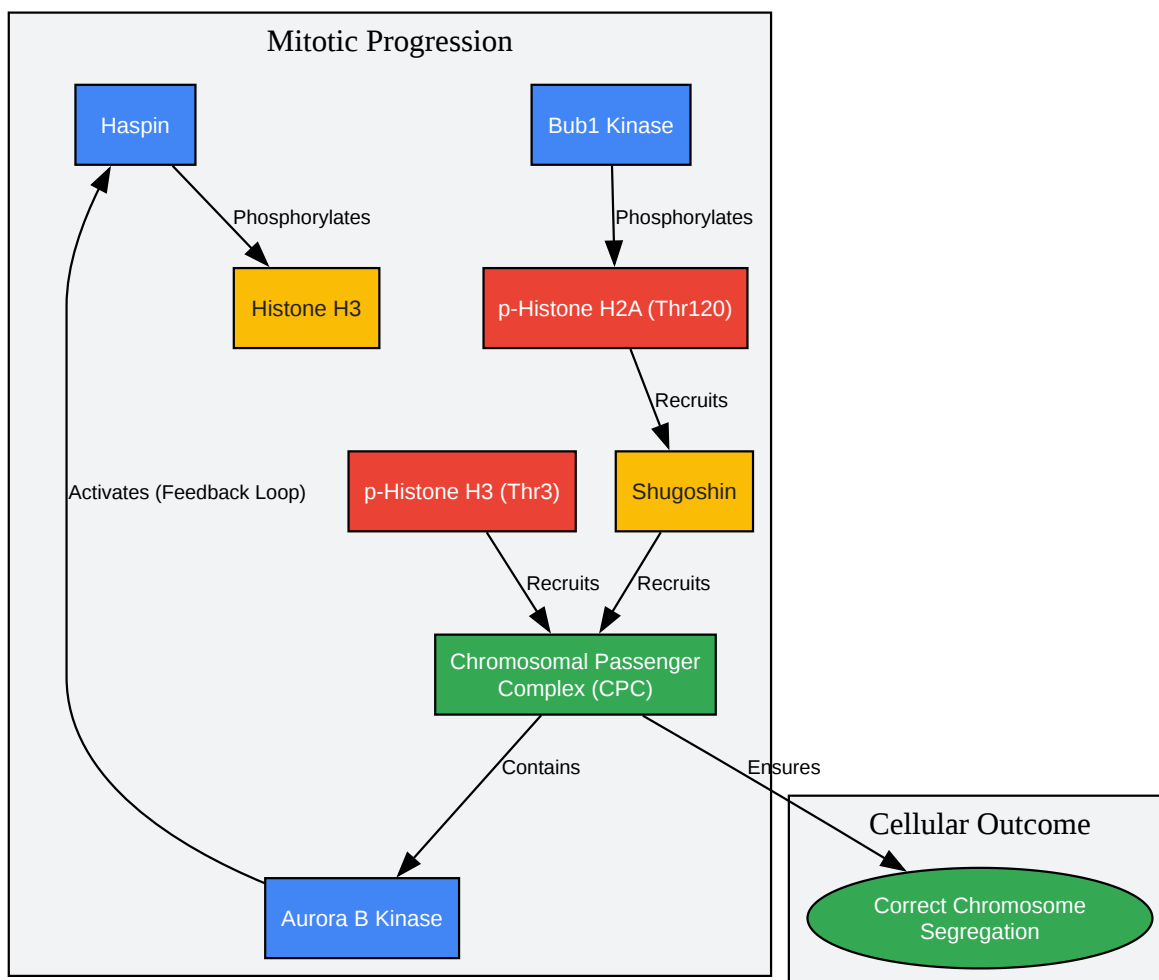 Mitotic Progression
Haspin
Bub1 Kinase
Phosphorylates
Phosphorylates
Histone H3
p-Histone H2A (Thr120)
Recruits
Activates (Feedback Loop)
p-Histone H3 (Thr3)
Shugoshin
Recruits
Recruits
Chromosomal Passenger
Complex (CPC)
Contains
Ensures
Cellular Outcome
Aurora B Kinase
Correct Chromosome
Segregation